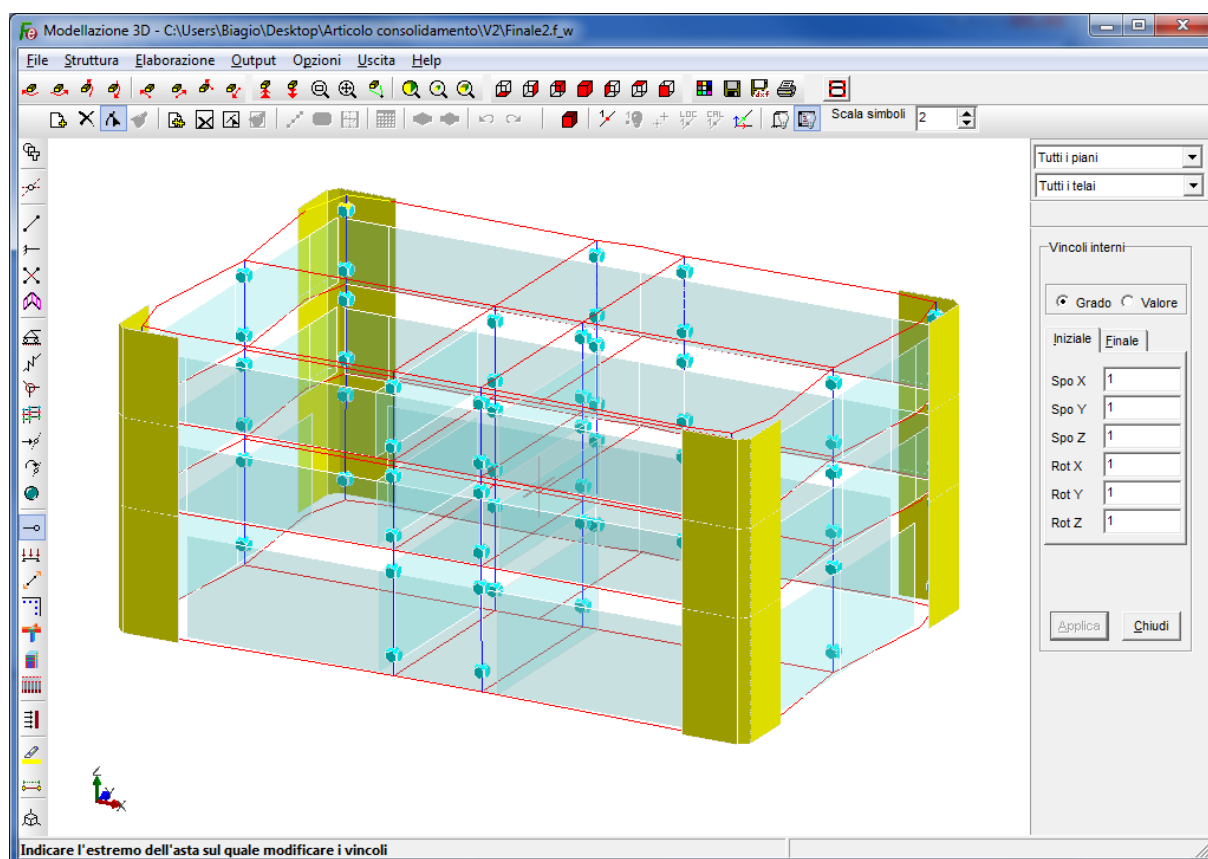 Modellazione 3D - C:\Users\Biagio\Desktop\Articolo consolidamento\V2\Finale2.f_w
File Struttura Elaborazione Output Opzioni Uscita Help
Scala simboli 2
Tutti i piani
Tutti i telai
Vincoli interni
Grado Valore
Iniziale Finale
Spo X 1
Spo Y 1
Spo Z 1
Rot X 1
Rot Y 1
Rot Z 1
Applica Chiudi
Z
X
Indicare l'estremo dell'asta sul quale modificare i vincoli